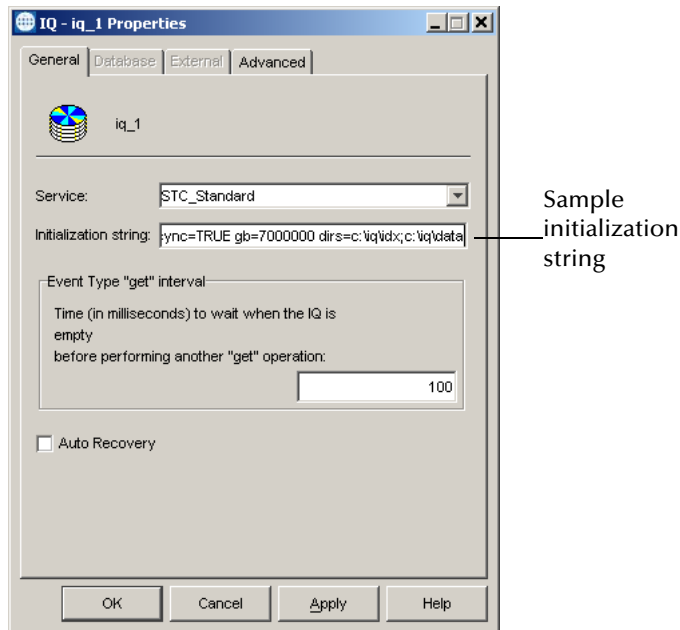 IQ - iq_1 Properties
General Database External Advanced
iq_1
Service: STC_Standard
Initialization string: ync=TRUE gb=7000000 dirs=c:\iq\idx;c:\iq\data
Sample
initialization
string
Event Type "get" interval
Time (in milliseconds) to wait when the IQ is
empty
before performing another "get" operation:
100
Auto Recovery
OK Cancel Apply Help